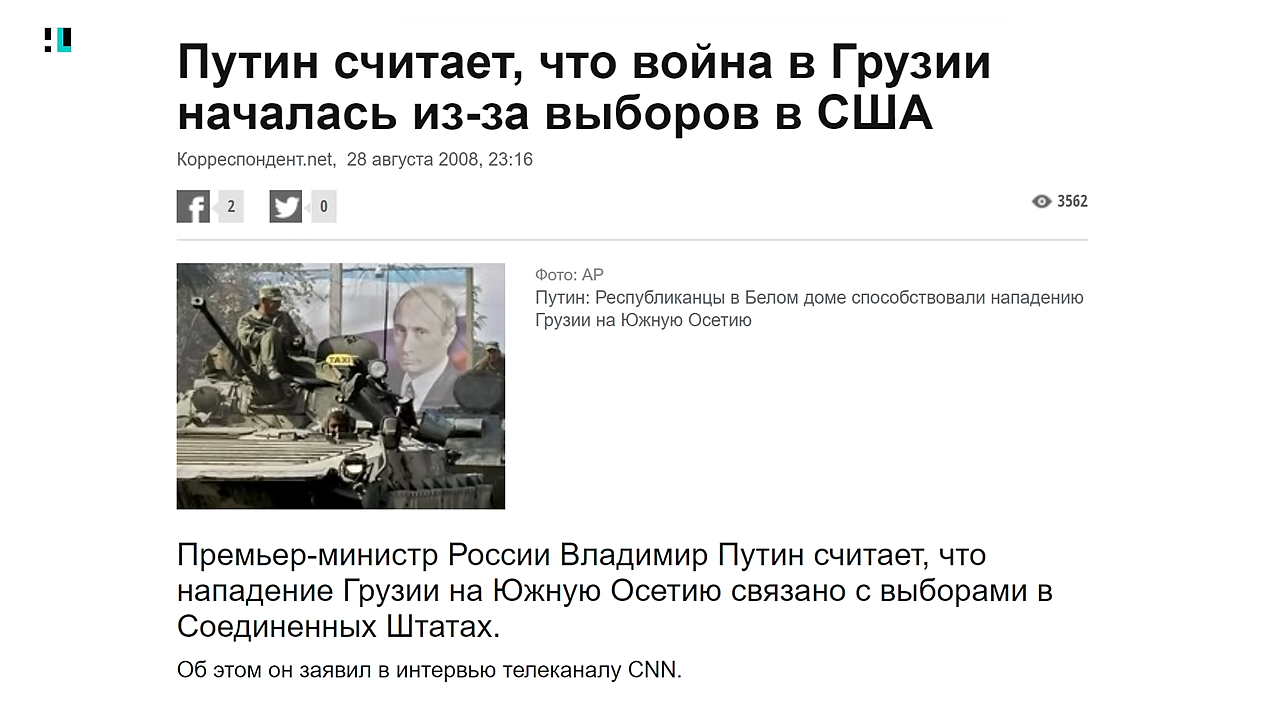 Путин считает, что война в Грузии
началась из-за выборов в США
Корреспондент.net, 28 августа 2008, 23:16
2
0
3562
Фото: AP
Путин: Республиканцы в Белом доме способствовали нападению
Грузии на Южную Осетию
TAXI
Премьер-министр России Владимир Путин считает, что
нападение Грузии на Южную Осетию связано с выборами в
Соединенных Штатах.
Об этом он заявил в интервью телеканалу CNN.